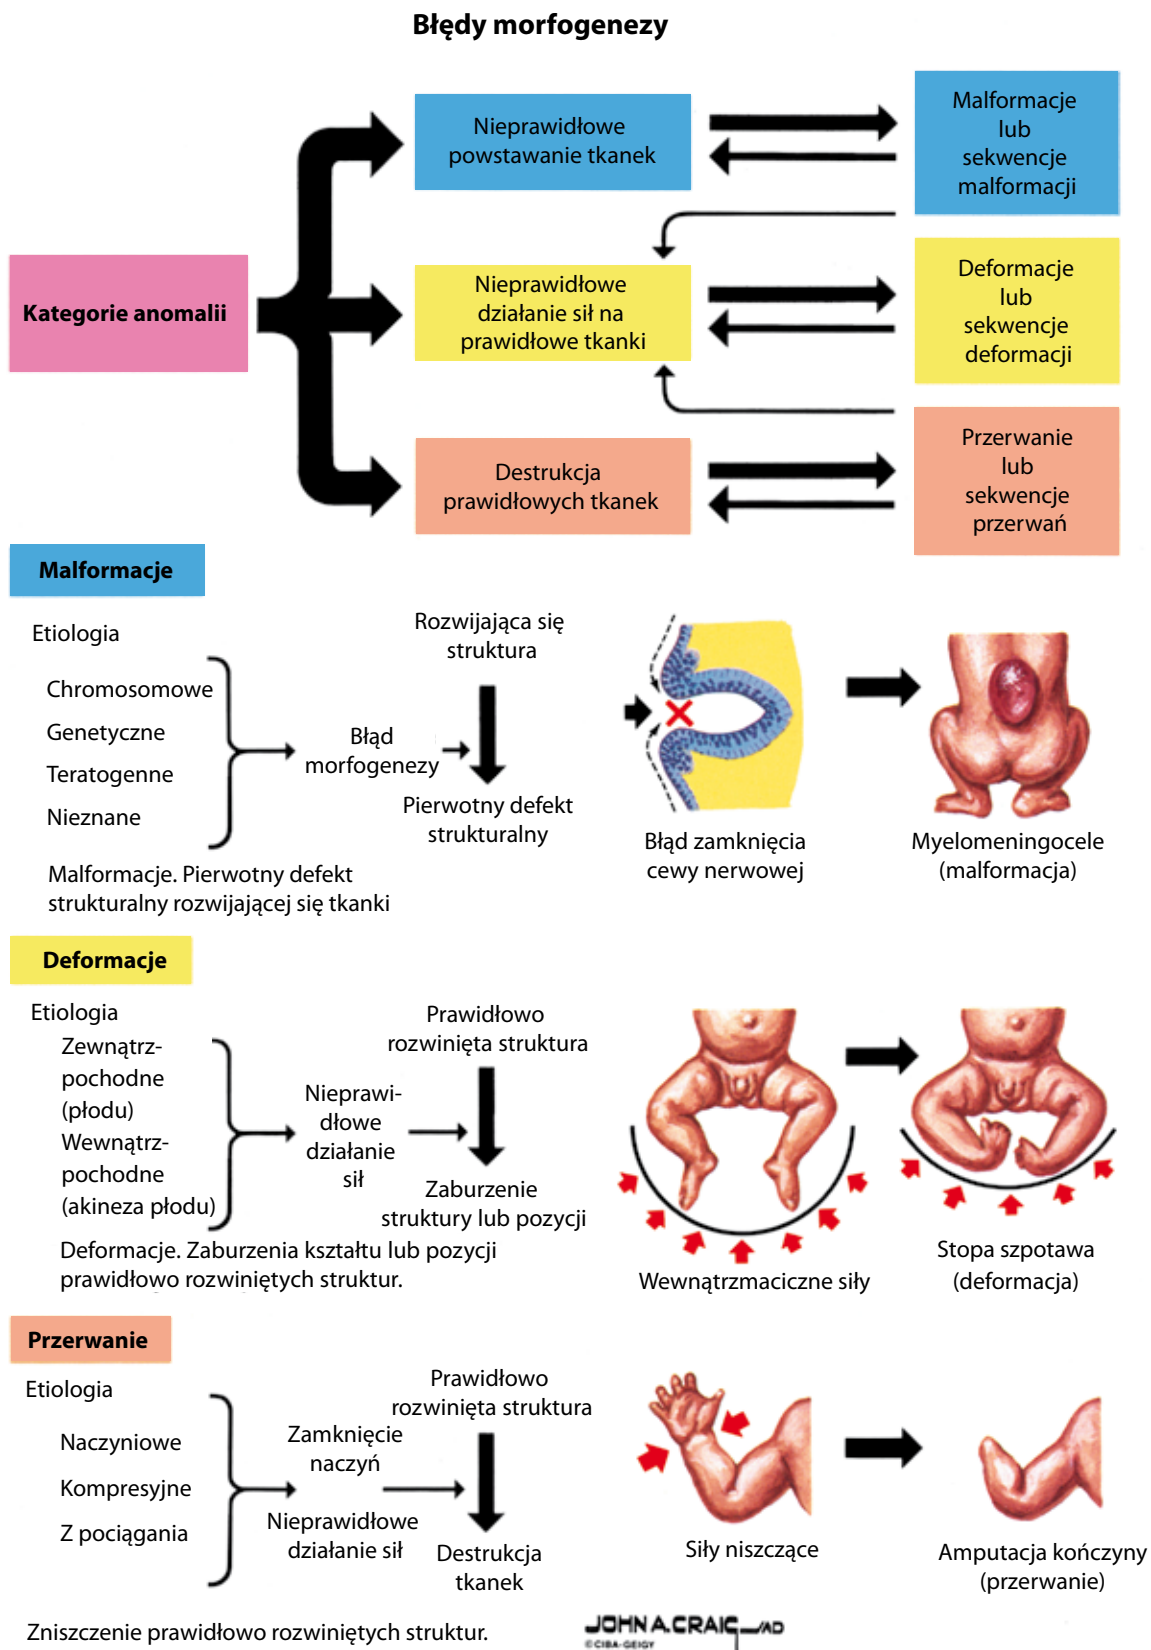 Błędy morfogenezy
Kategorie anomalii
Nieprawidłowe
powstawanie tkanek
Malformacje
lub
sekwencje
malformacji
Nieprawidłowe
działanie sił na
prawidłowe tkanki
Deformacje
lub
sekwencje
deformacji
Destrukcja
prawidłowych tkanek
Przerwanie
lub
sekwencje
przerwań
Malformacje
Etiologia
Chromosomowe
Genetyczne
Teratogenne
Nieznane
Błąd
morfogenezy
Rozwijająca się
struktura
Pierwotny defekt
strukturalny
Błąd zamknięcia
cewy nerwowej
Myelomeningocele
(malformacja)
Malformacje. Pierwotny defekt
strukturalny rozwijającej się tkanki
Deformacje
Etiologia
Zewnątrz-
pochodne
(płodu)
Wewnątrz-
pochodne
(akineza płodu)
Nieprawi-
dłowe
działanie
sił
Prawidłowo
rozwinięta struktura
Zaburzenie
struktury lub pozycji
Wewnątrzmaciczne siły
Stopa szpotawa
(deformacja)
Deformacje. Zaburzenia kształtu lub pozycji
prawidłowo rozwiniętych struktur.
Przerwanie
Etiologia
Naczyniowe
Kompresyjne
Z pociągania
Zamknięcie
naczyń
Nieprawidłowe
działanie sił
Prawidłowo
rozwinięta struktura
Destrukcja
tkanek
Siły niszczące
Amputacja kończyny
(przerwanie)
Zniszczenie prawidłowo rozwiniętych struktur.
JOHN A. CRAIG MD
© CIBA-GEIGY